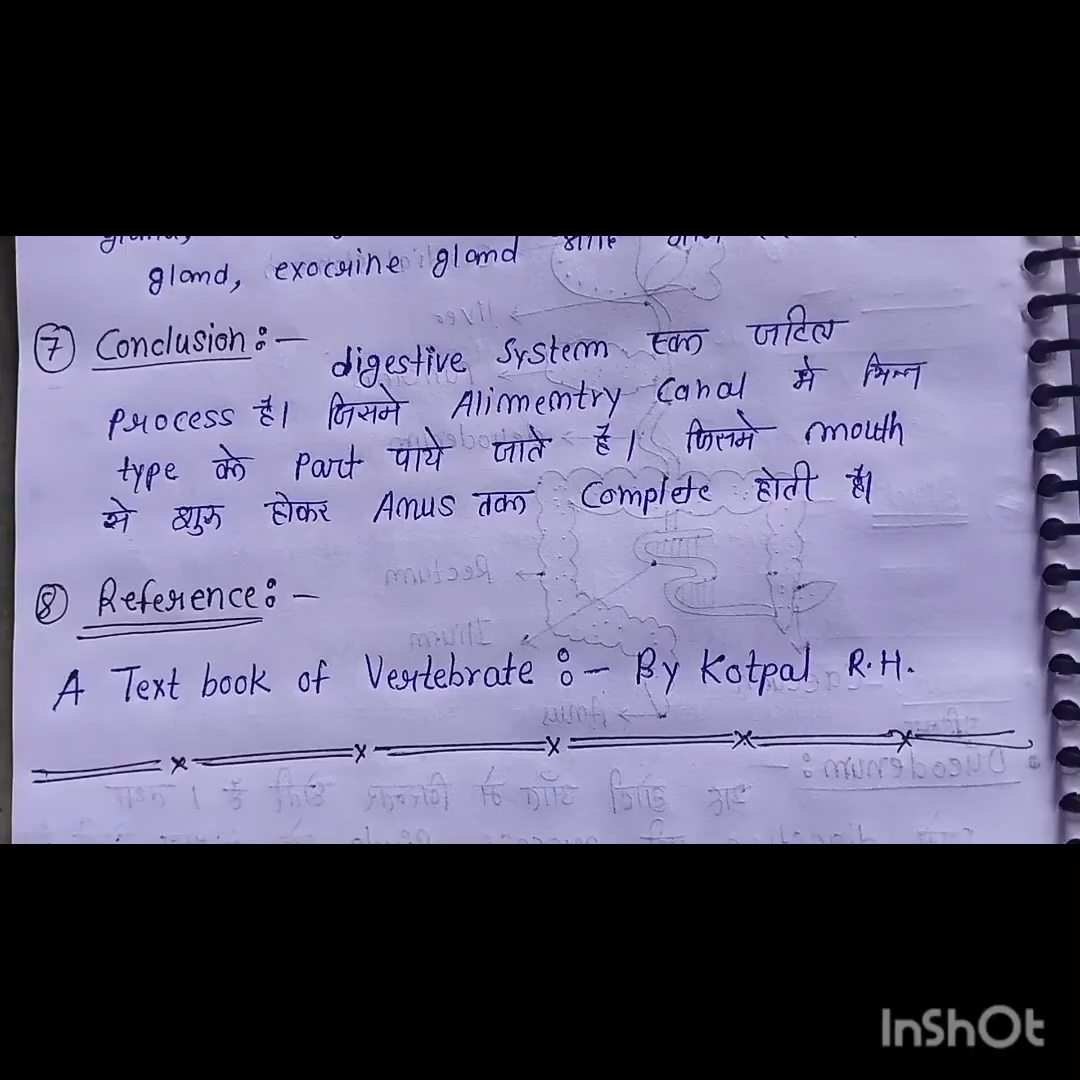 gland, exocrine gland
⑦ Conclusion :-
digestive System एक जटिल
Process है। जिसमे Alimemtry Canal मे भिन्न
type के Part पाये जाते है। जिसमे mouth
से शुरू होकर Anus तक Complete होती है।
⑧ Reference :-
A Text book of Vertebrate :- By Kotpal R.H.
InShOt